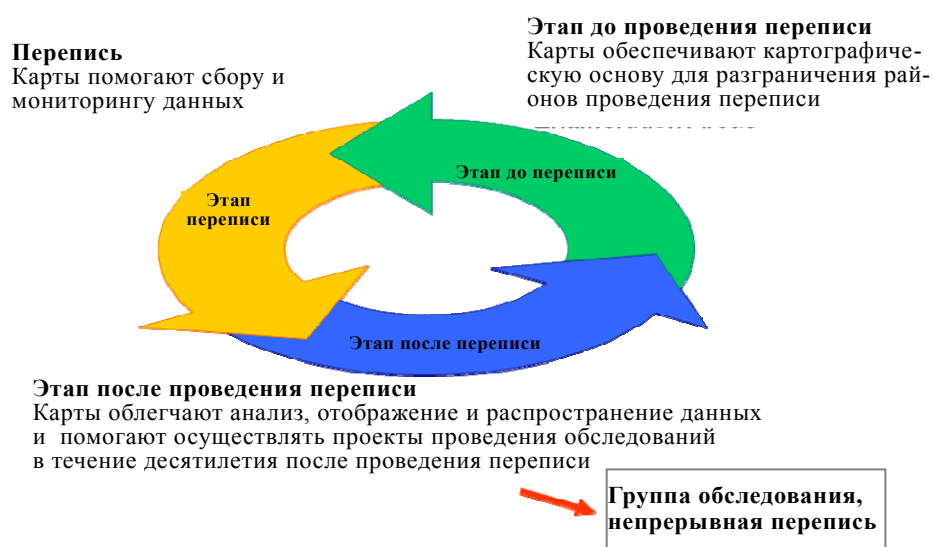 Перепись
Карты помогают сбору и
мониторингу данных
Этап до проведения переписи
Карты обеспечивают картографиче-
скую основу для разграничения рай-
онов проведения переписи
Этап до переписи
Этап
переписи
Этап после переписи
Этап после проведения переписи
Карты облегчают анализ, отображение и распространение данных
и помогают осуществлять проекты проведения обследований
в течение десятилетия после проведения переписи
Группа обследования,
непрерывная перепись